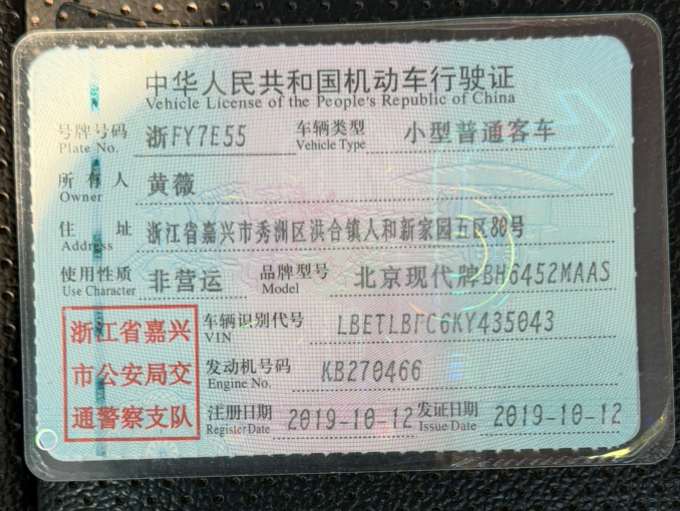 中华人民共和国机动车行驶证
Vehicle License of the People's Republic of China
号牌号码 浙FY7E55 车辆类型 小型普通客车
Plate No. Vehicle Type
所有人 黄薇
Owner
住址 浙江省嘉兴市秀洲区洪合镇人和新家园五区80号
Address
使用性质 非营运 品牌型号 北京现代牌BH6452MAAS
Use Character Model
浙江省嘉兴 车辆识别代号 LBETLBFC6KY435043
VIN
市公安局交 发动机号码 KB270466
Engine No.
通警察支队 注册日期 2019-10-12 发证日期 2019-10-12
Register Date Issue Date